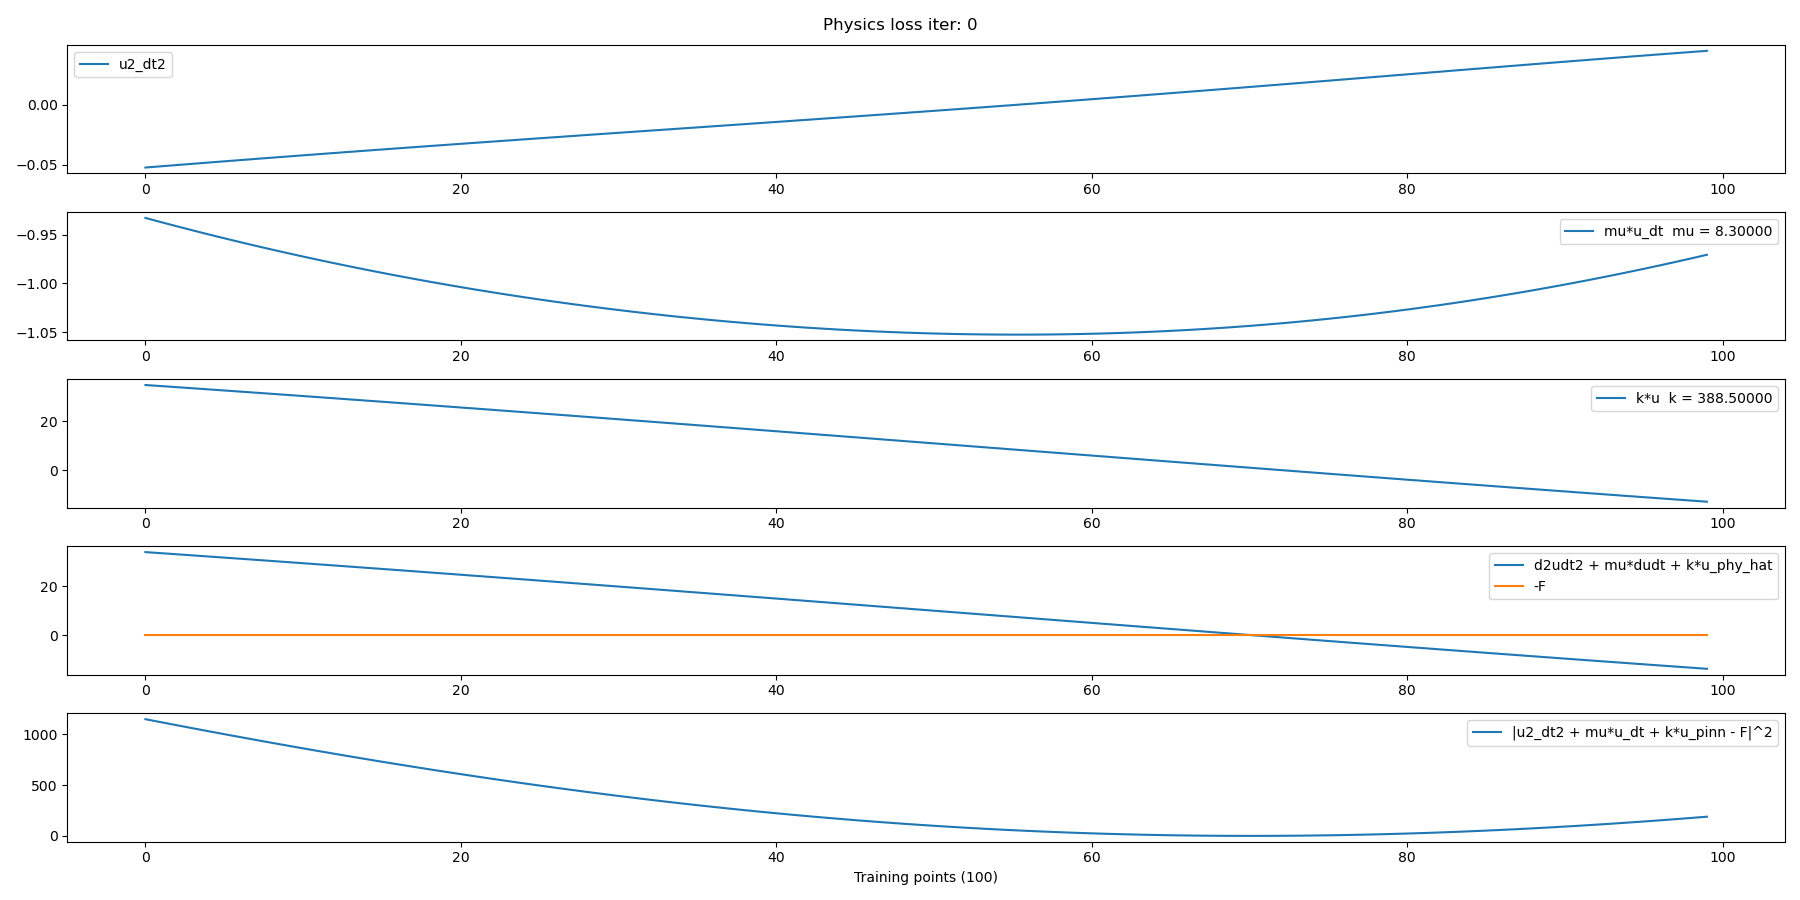 Physics loss iter: 0
u2_dt2
0.00
−0.05
0 20 40 60 80 100
mu*u_dt  mu = 8.30000
−0.95
−1.00
−1.05
0 20 40 60 80 100
k*u  k = 388.50000
20
0
0 20 40 60 80 100
d2udt2 + mu*dudt + k*u_phy_hat
-F
20
0
0 20 40 60 80 100
|u2_dt2 + mu*u_dt + k*u_pinn - F|^2
1000
500
0
0 20 40 60 80 100
Training points (100)